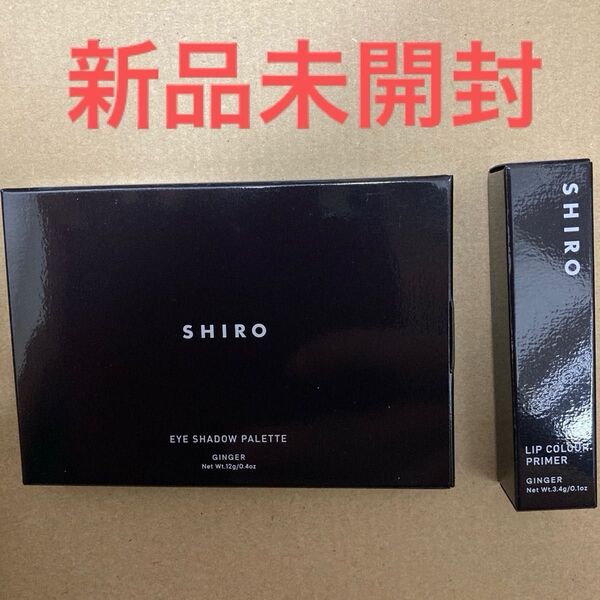 新品未開封
SHIRO
EYE SHADOW PALETTE
GINGER
Net Wt.12g/0.4oz
SHIRO
LIP COLOUR
PRIMER
GINGER
Net Wt.3.4g/0.1oz